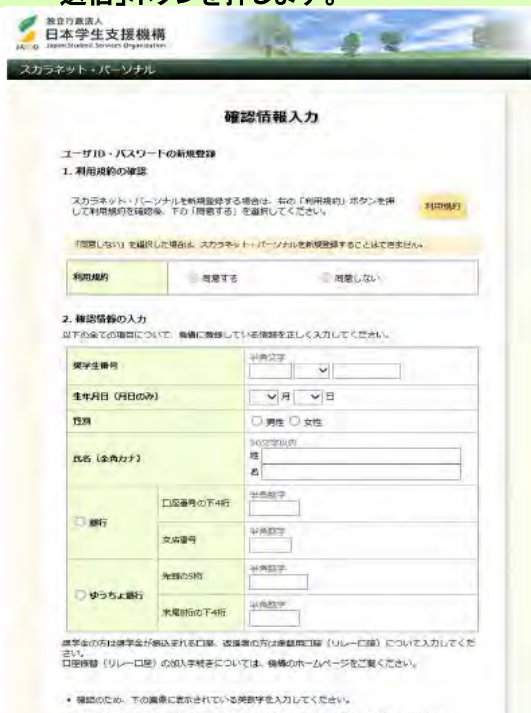 送信」ボタンを押します。
独立行政法人
日本学生支援機構
JASSO Japan Student Services Organization
スカラネット・パーソナル
確認情報入力
ユーザID・パスワードの新規登録
1. 利用規約の確認
スカラネット・パーソナルを新規登録する場合は、右の「利用規約」ボタンを押
して利用規約を確認後、下の「同意する」を選択してください。
利用規約
「同意しない」を選択した場合は、スカラネット・パーソナルを新規登録することはできません。
利用規約 同意する 同意しない
2. 確認情報の入力
以下の全ての項目について、機構に登録している情報を正しく入力してください。
奨学生番号 半角文字
生年月日（月日のみ） 月 日
性別 男性 女性
氏名（全角カナ） 30文字以内
姓
名
銀行 口座番号の下4桁 半角数字
支店番号 半角数字
ゆうちょ銀行 先頭の5桁 半角数字
末尾8桁の下4桁 半角数字
奨学金の方は奨学金が振込まれる口座、返還者の方は振替用口座（リレー口座）について入力してくだ
さい。
口座振替（リレー口座）の加入手続きについては、機構のホームページをご覧ください。
• 確認のため、下の画像に表示されている英数字を入力してください。